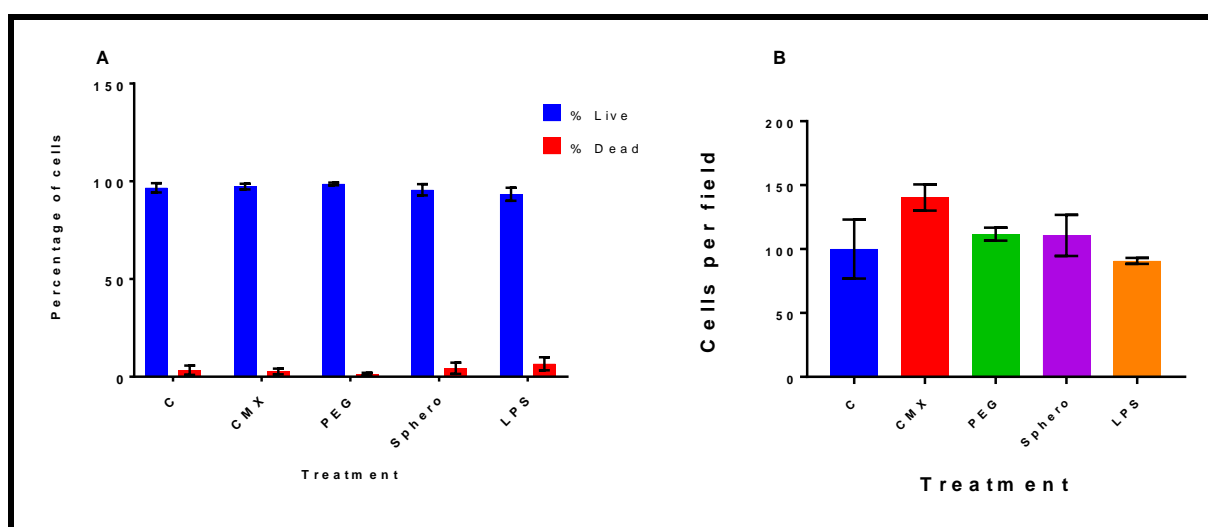 A
Percentage of cells
150
100
50
0
% Live
% Dead
C
CMX
PEG
Sphero
LPS
Treatment
B
Cells per field
200
150
100
50
0
C
CMX
PEG
Sphero
LPS
Treatment